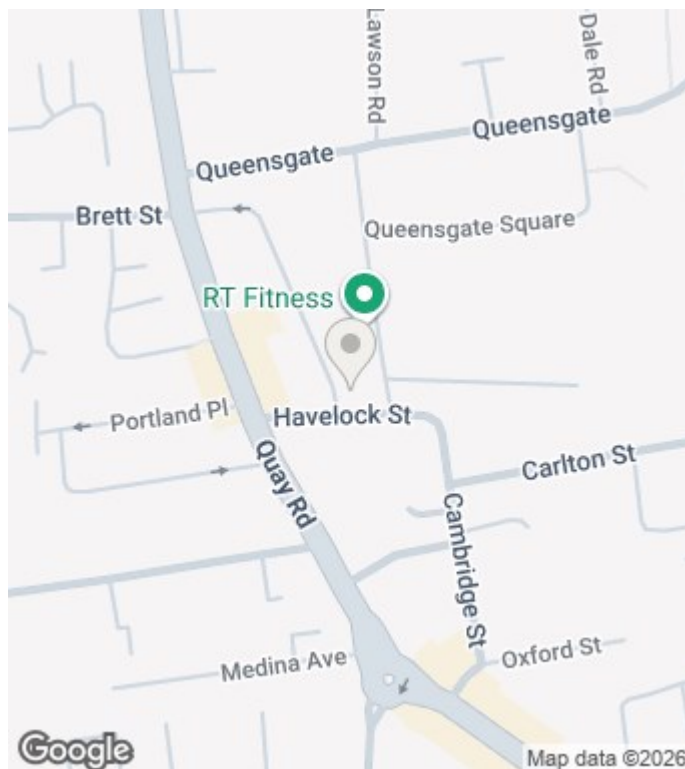 Lawson Rd
Dale Rd
Queensgate
Queensgate
Brett St
Queensgate Square
RT Fitness
Portland Pl
Havelock St
Quay Rd
Carlton St
Cambridge St
Medina Ave
Oxford St
Google
Map data ©2026